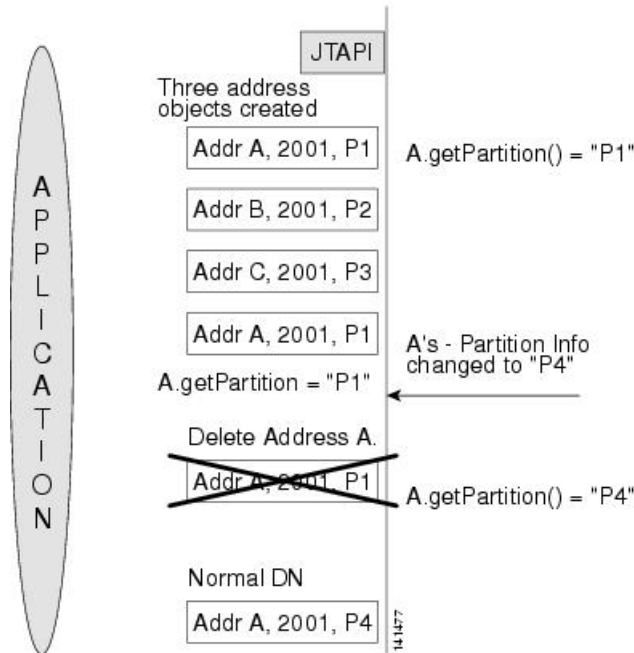 JTAPI
Three address
objects created
Addr A, 2001, P1
A.getPartition() = "P1"
Addr B, 2001, P2
Addr C, 2001, P3
Addr A, 2001, P1
A's - Partition Info
changed to "P4"
A.getPartition = "P1"
Delete Address A.
Addr A, 2001, P1
A.getPartition() = "P4"
Normal DN
Addr A, 2001, P4
141477
APPLICATION